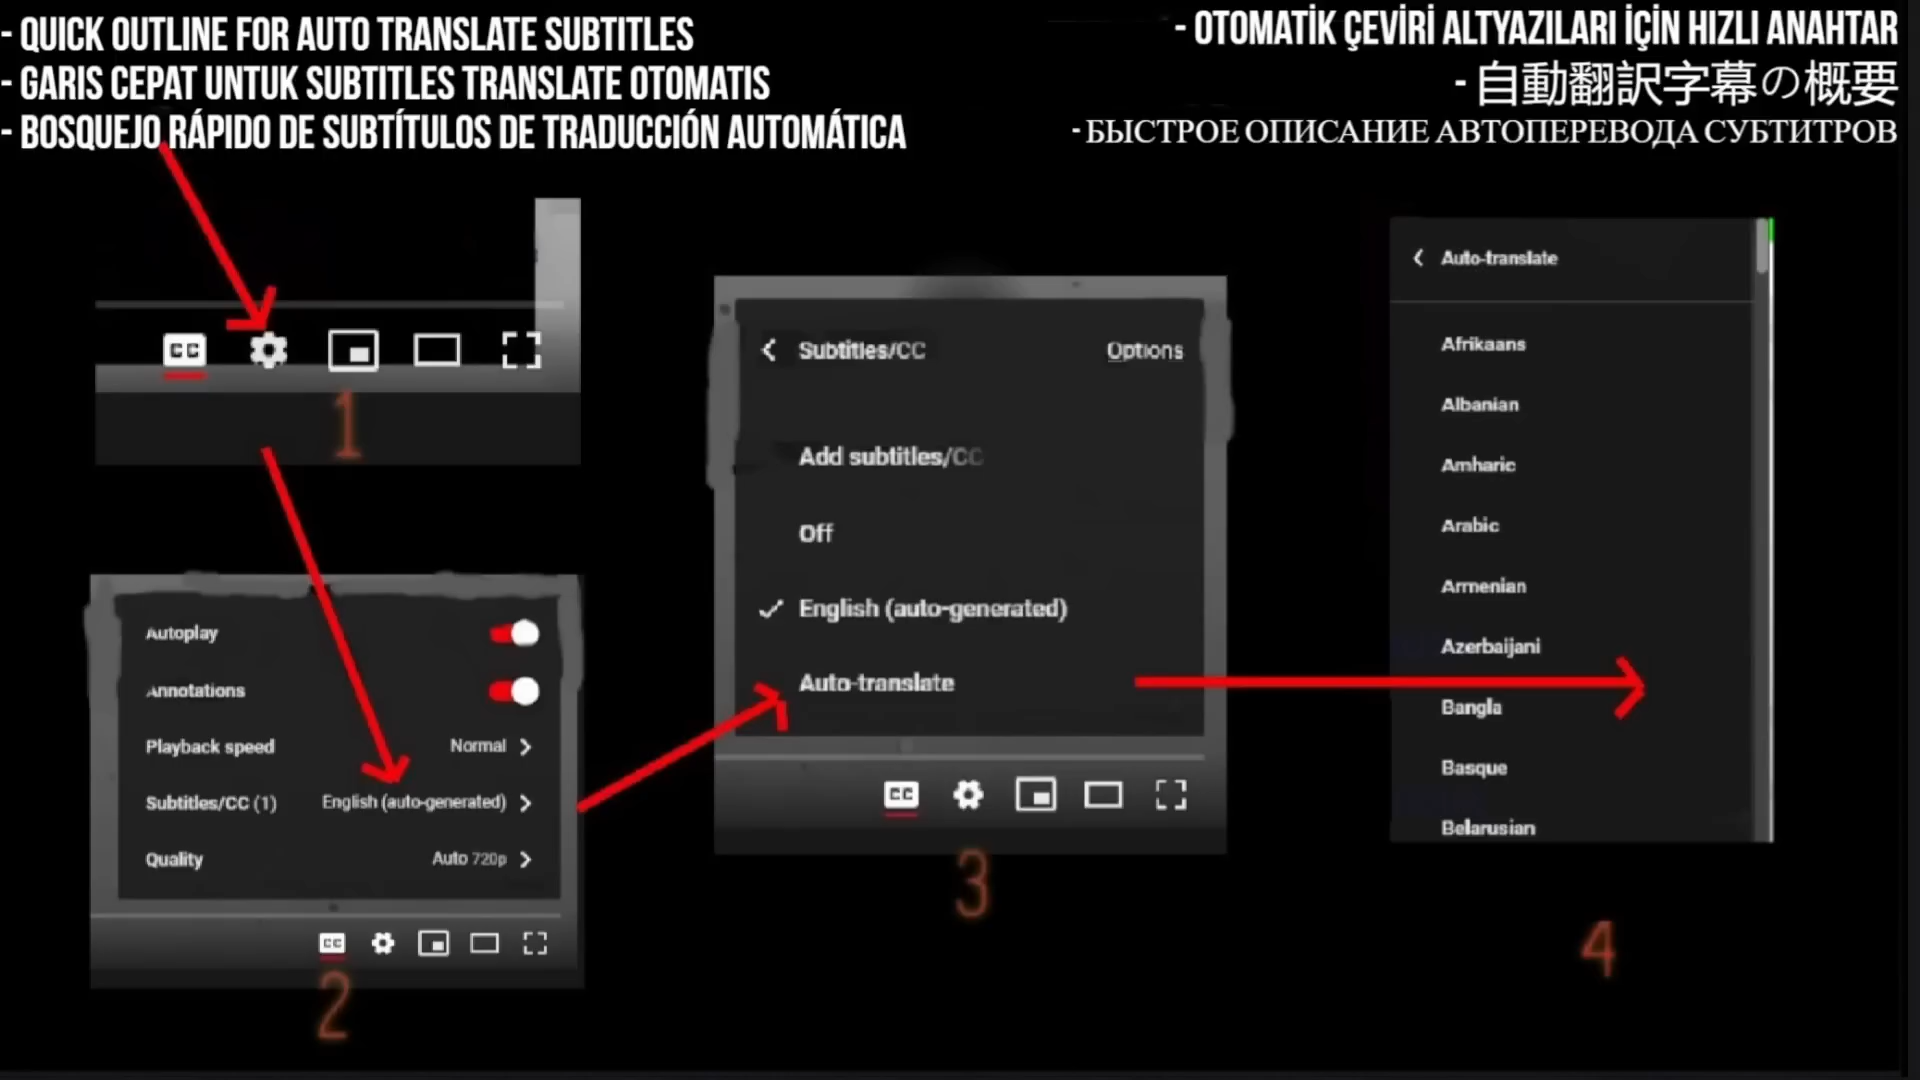 - QUICK OUTLINE FOR AUTO TRANSLATE SUBTITLES
- GARIS CEPAT UNTUK SUBTITLES TRANSLATE OTOMATIS
- BOSQUEJO RÁPIDO DE SUBTÍTULOS DE TRADUCCIÓN AUTOMÁTICA
- OTOMATİK ÇEVİRİ ALTYAZILARI İÇİN HIZLI ANAHTAR
- 自動翻訳字幕の概要
- БЫСТРОЕ ОПИСАНИЕ АВТОПЕРЕВОДА СУБТИТРОВ
CC
1
Autoplay
Annotations
Playback speed Normal
Subtitles/CC (1) English (auto-generated)
Quality Auto 720p
CC
2
Subtitles/CC Options
Add subtitles/CC
Off
English (auto-generated)
Auto-translate
CC
3
Auto-translate
Afrikaans
Albanian
Amharic
Arabic
Armenian
Azerbaijani
Bangla
Basque
Belarusian
4